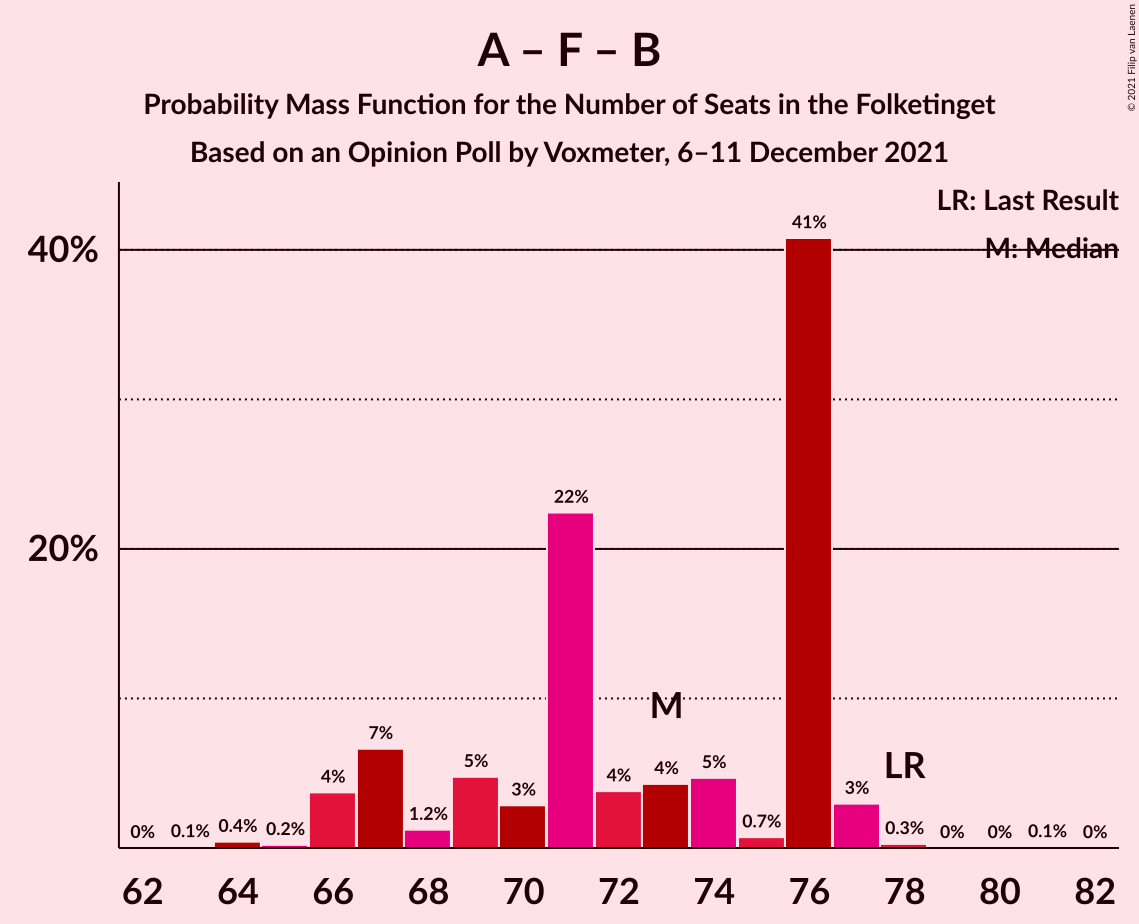 A – F – B
Probability Mass Function for the Number of Seats in the Folketinget
Based on an Opinion Poll by Voxmeter, 6–11 December 2021
© 2021 Filip van Laenen
LR: Last Result
M: Median
40%
20%
0%
0.1%
0.4%
0.2%
4%
7%
1.2%
5%
3%
22%
4%
4%
5%
0.7%
41%
3%
0.3%
0%
0%
0.1%
0%
M
LR
62 64 66 68 70 72 74 76 78 80 82